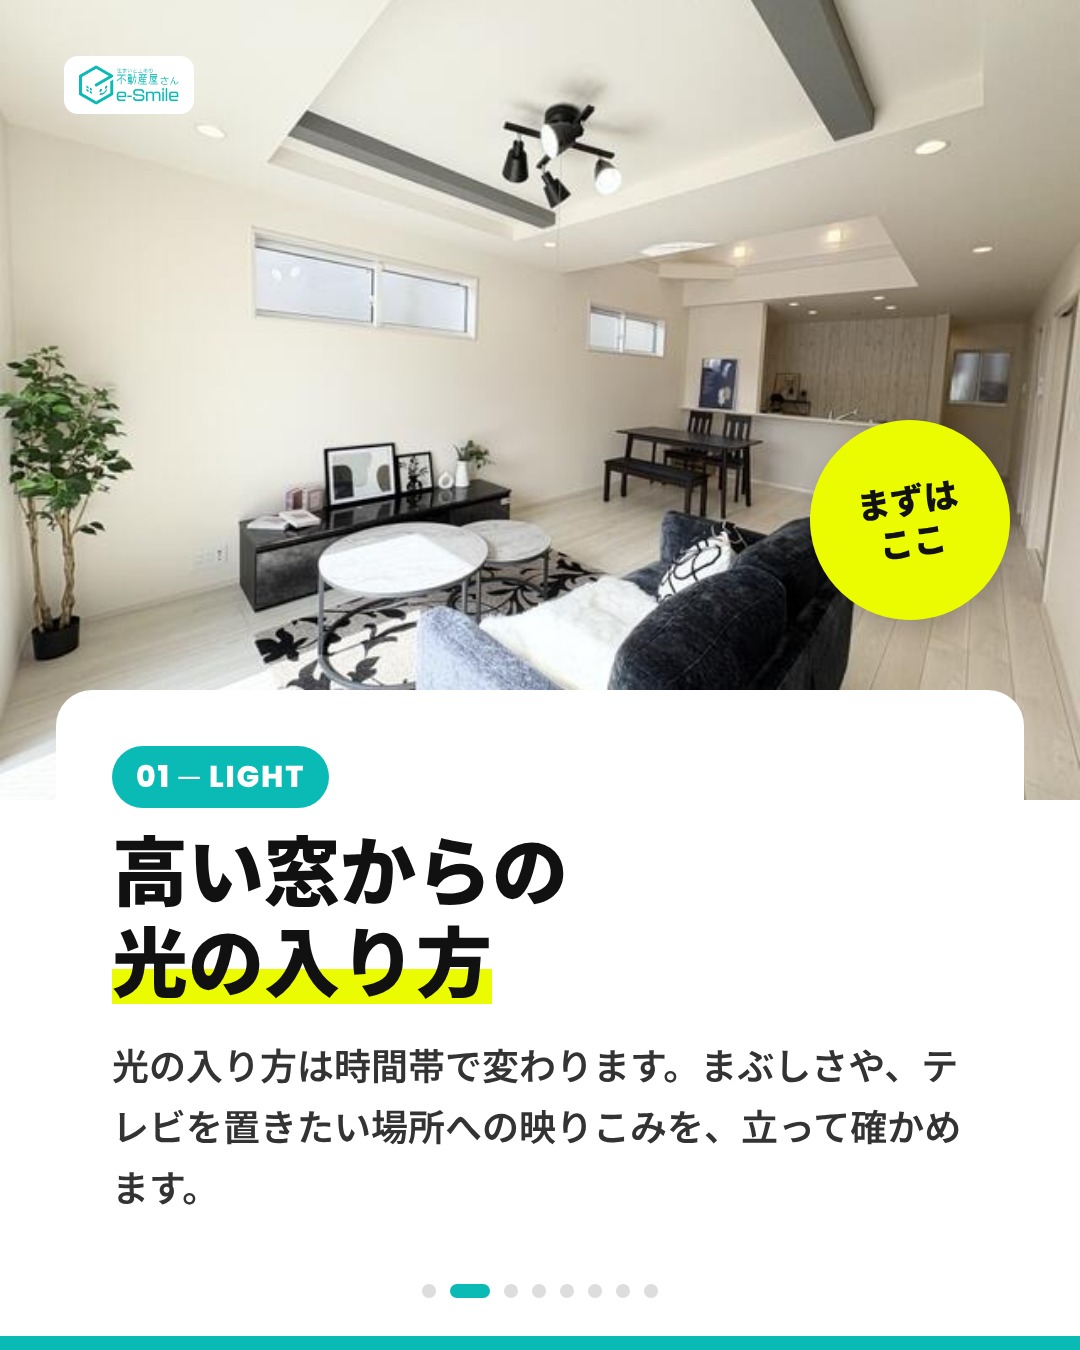 不動産屋さん
e-Smile
まずは
ここ
01 — LIGHT
高い窓からの
光の入り方
光の入り方は時間帯で変わります。まぶしさや、テ
レビを置きたい場所への映りこみを、立って確かめ
ます。